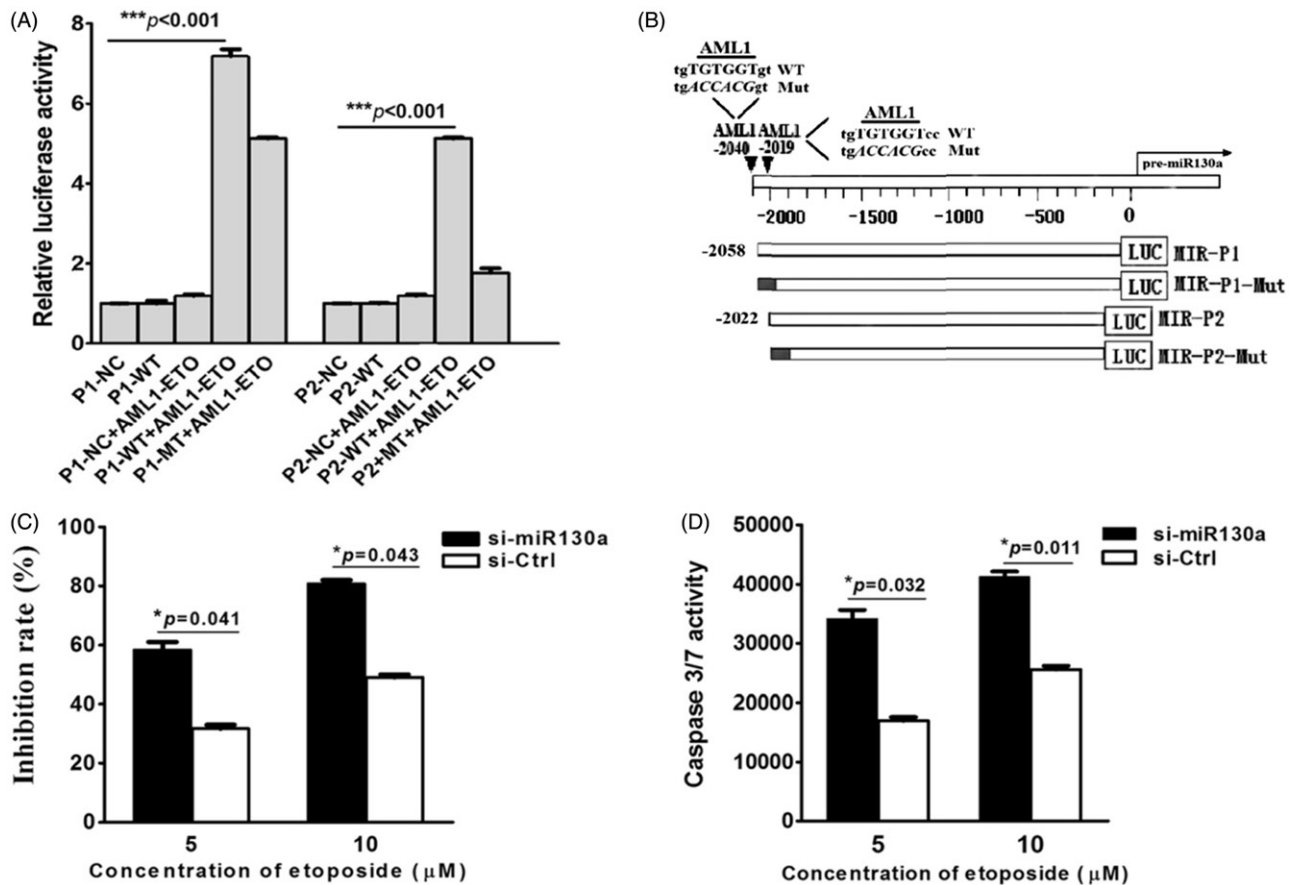 (A)
***p<0.001
***p<0.001
Relative luciferase activity
8
6
4
2
0
P1-NC
P1-WT
P1-NC+AML1-ETO
P1-WT+AML1-ETO
P1-MT+AML1-ETO
P2-NC
P2-WT
P2-NC+AML1-ETO
P2-WT+AML1-ETO
P2+MT+AML1-ETO
(B)
AML1
tgTGTGGTgt WT
tgACCACGgt Mut
AML1 AML1
-2040 -2019
AML1
tgTGTGGTcc WT
tgACCACGcc Mut
pre-miR130a
-2000 -1500 -1000 -500 0
-2058 LUC MIR-P1
LUC MIR-P1-Mut
-2022 LUC MIR-P2
LUC MIR-P2-Mut
(C)
si-miR130a
si-Ctrl
*p=0.041
*p=0.043
Inhibition rate (%)
100
80
60
40
20
0
5 10
Concentration of etoposide (μM)
(D)
si-miR130a
si-Ctrl
*p=0.032
*p=0.011
Caspase 3/7 activity
50000
40000
30000
20000
10000
0
5 10
Concentration of etoposide (μM)